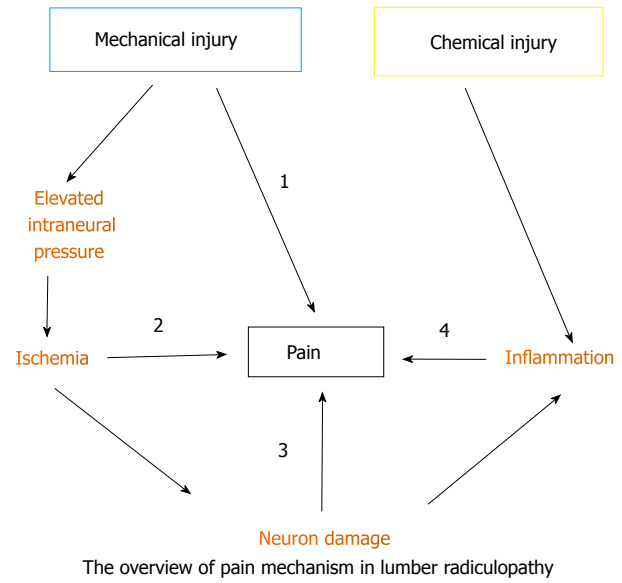 Mechanical injury
Chemical injury
1
Elevated
intraneural
pressure
2
4
Ischemia
Pain
Inflammation
3
Neuron damage
The overview of pain mechanism in lumber radiculopathy